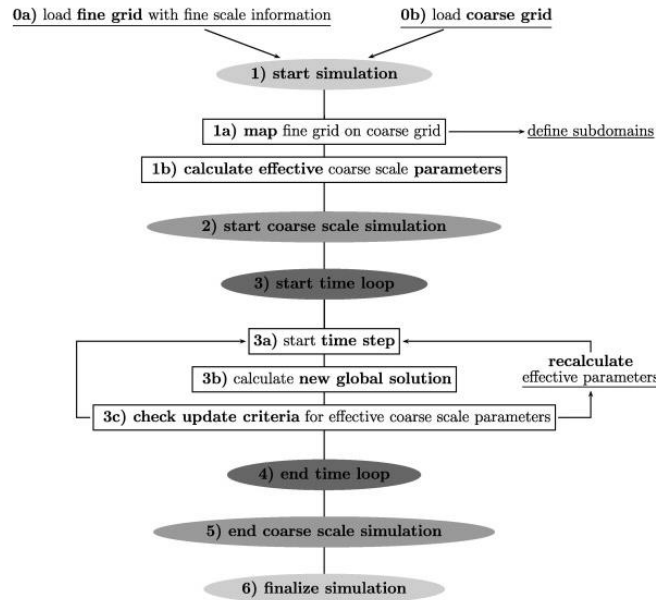 0a) load fine grid with fine scale information
0b) load coarse grid
1) start simulation
1a) map fine grid on coarse grid
define subdomains
1b) calculate effective coarse scale parameters
2) start coarse scale simulation
3) start time loop
3a) start time step
recalculate
effective parameters
3b) calculate new global solution
3c) check update criteria for effective coarse scale parameters
4) end time loop
5) end coarse scale simulation
6) finalize simulation